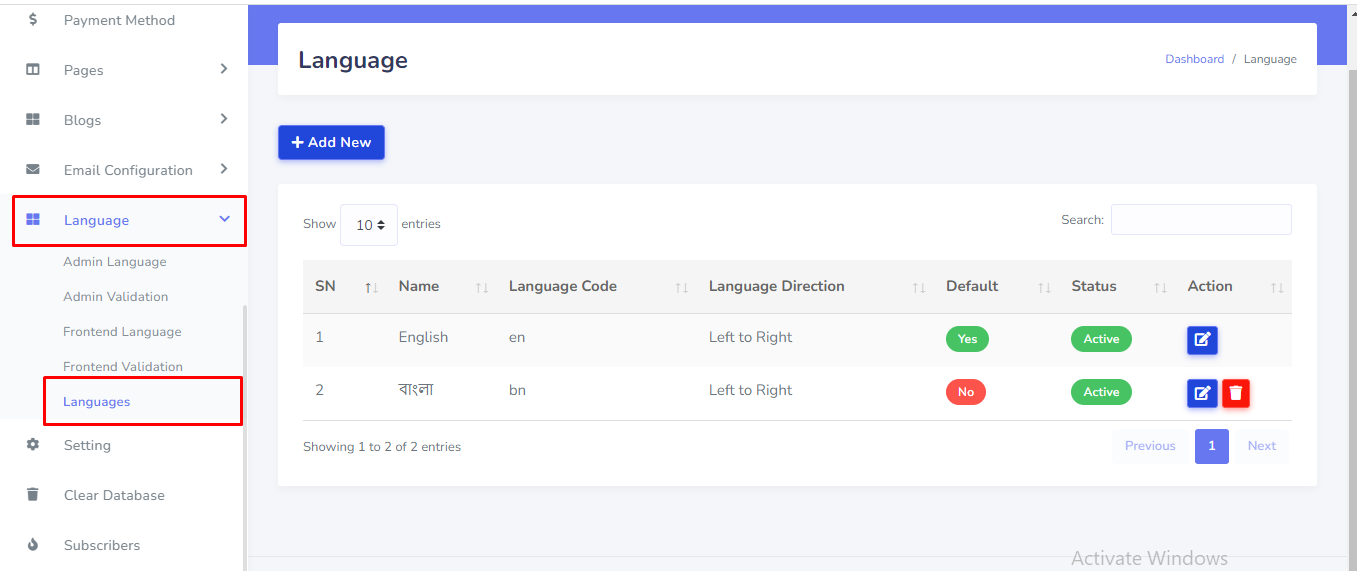 Payment Method
Pages
Blogs
Email Configuration
Language
Admin Language
Admin Validation
Frontend Language
Frontend Validation
Languages
Setting
Clear Database
Subscribers
Language
Dashboard / Language
Add New
Show 10 entries
Search:
SN Name Language Code Language Direction Default Status Action
1 English en Left to Right Yes Active
2 বাংলা bn Left to Right No Active
Showing 1 to 2 of 2 entries
Previous 1 Next
Activate Windows